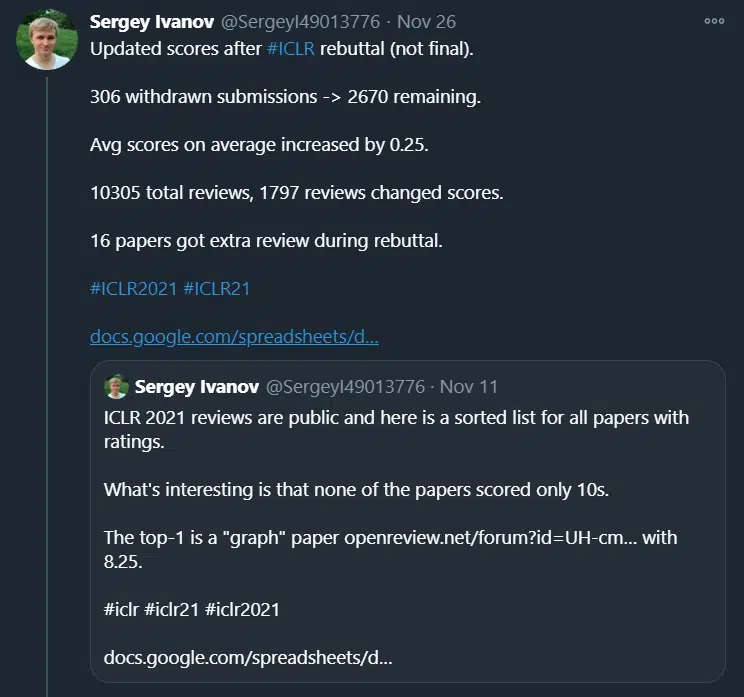 Sergey Ivanov @SergeyI49013776 · Nov 26
Updated scores after #ICLR rebuttal (not final).
306 withdrawn submissions -> 2670 remaining.
Avg scores on average increased by 0.25.
10305 total reviews, 1797 reviews changed scores.
16 papers got extra review during rebuttal.
#ICLR2021 #ICLR21
docs.google.com/spreadsheets/d...
Sergey Ivanov @SergeyI49013776 · Nov 11
ICLR 2021 reviews are public and here is a sorted list for all papers with
ratings.
What's interesting is that none of the papers scored only 10s.
The top-1 is a "graph" paper openreview.net/forum?id=UH-cm... with
8.25.
#iclr #iclr21 #iclr2021
docs.google.com/spreadsheets/d...